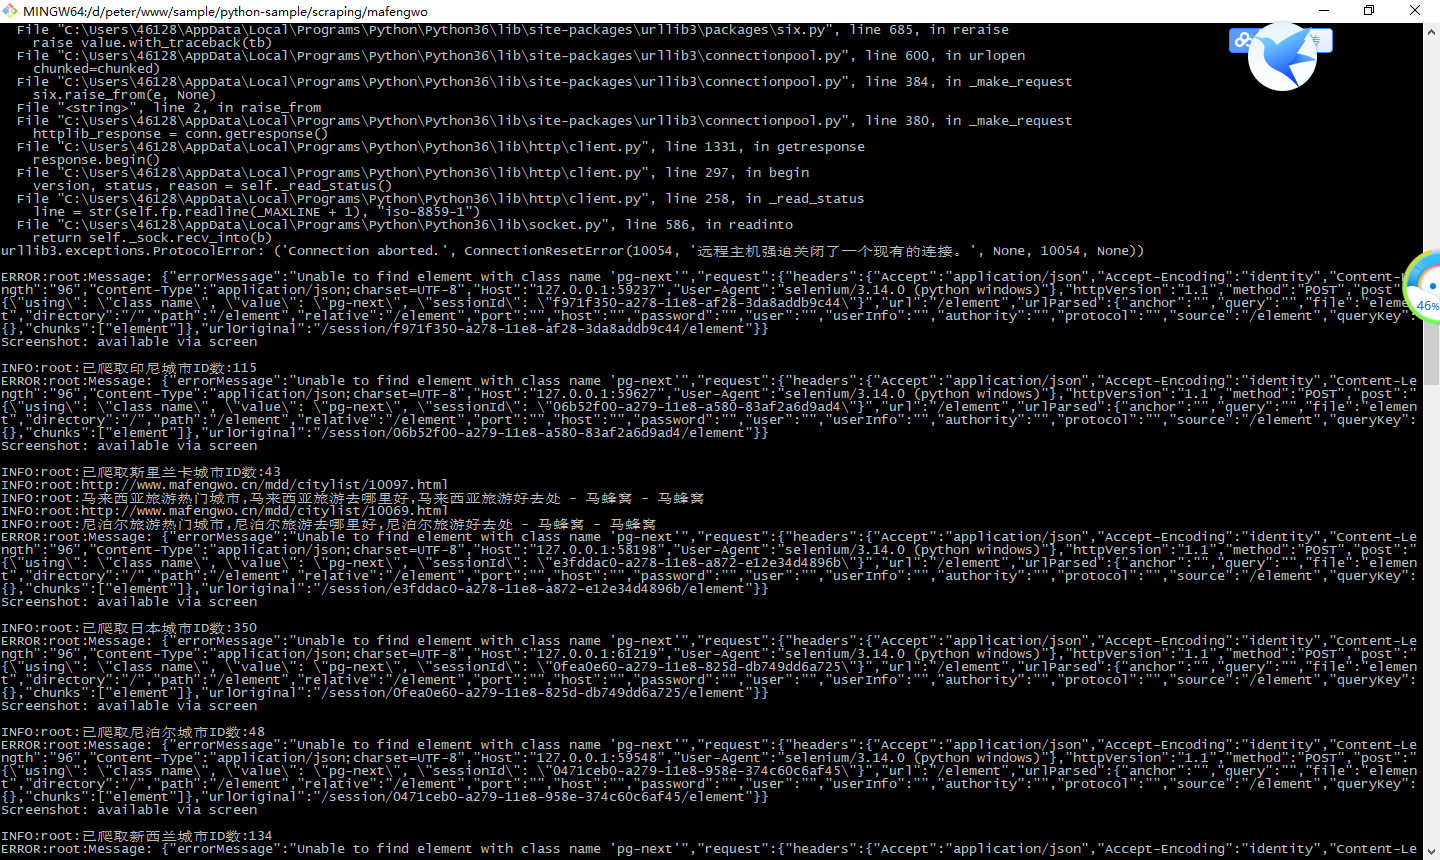 MINGW64:/d/peter/www/sample/python-sample/scraping/mafengwo
File "C:\Users\46128\AppData\Local\Programs\Python\Python36\lib\site-packages\urllib3\packages\six.py", line 685, in reraise
raise value.with_traceback(tb)
File "C:\Users\46128\AppData\Local\Programs\Python\Python36\lib\site-packages\urllib3\connectionpool.py", line 600, in urlopen
chunked=chunked)
File "C:\Users\46128\AppData\Local\Programs\Python\Python36\lib\site-packages\urllib3\connectionpool.py", line 384, in _make_request
six.raise_from(e, None)
File "<string>", line 2, in raise_from
File "C:\Users\46128\AppData\Local\Programs\Python\Python36\lib\site-packages\urllib3\connectionpool.py", line 380, in _make_request
httplib_response = conn.getresponse()
File "C:\Users\46128\AppData\Local\Programs\Python\Python36\lib\http\client.py", line 1331, in getresponse
response.begin()
File "C:\Users\46128\AppData\Local\Programs\Python\Python36\lib\http\client.py", line 297, in begin
version, status, reason = self._read_status()
File "C:\Users\46128\AppData\Local\Programs\Python\Python36\lib\http\client.py", line 258, in _read_status
line = str(self.fp.readline(_MAXLINE + 1), "iso-8859-1")
File "C:\Users\46128\AppData\Local\Programs\Python\Python36\lib\socket.py", line 586, in readinto
return self._sock.recv_into(b)
urllib3.exceptions.ProtocolError: ('Connection aborted.', ConnectionResetError(10054, '远程主机强迫关闭了一个现有的连接。', None, 10054, None))
ERROR:root:Message: {"errorMessage":"Unable to find element with class name 'pg-next'","request":{"headers":{"Accept":"application/json","Accept-Encoding":"identity","Content-Le
ngth":"96","Content-Type":"application/json;charset=UTF-8","Host":"127.0.0.1:59237","User-Agent":"selenium/3.14.0 (python windows)"},"httpVersion":"1.1","method":"POST","post":
{\"using\": \"class name\", \"value\": \"pg-next\", \"sessionId\": \"f971f350-a278-11e8-af28-3da8addb9c44\"}","url":"/element","urlParsed":{"anchor":"","query":"","file":"elem
t","directory":"/","path":"/element","relative":"/element","port":"","host":"","password":"","user":"","userInfo":"","authority":"","protocol":"","source":"/element","queryKey"
{},"chunks":["element"]},"urlOriginal":"/session/f971f350-a278-11e8-af28-3da8addb9c44/element"}}
Screenshot: available via screen
46%
INFO:root:已爬取印尼城市ID数:115
ERROR:root:Message: {"errorMessage":"Unable to find element with class name 'pg-next'","request":{"headers":{"Accept":"application/json","Accept-Encoding":"identity","Content-Le
ngth":"96","Content-Type":"application/json;charset=UTF-8","Host":"127.0.0.1:59627","User-Agent":"selenium/3.14.0 (python windows)"},"httpVersion":"1.1","method":"POST","post":"
{\"using\": \"class name\", \"value\": \"pg-next\", \"sessionId\": \"06b52f00-a279-11e8-a580-83af2a6d9ad4\"}","url":"/element","urlParsed":{"anchor":"","query":"","file":"elemen
t","directory":"/","path":"/element","relative":"/element","port":"","host":"","password":"","user":"","userInfo":"","authority":"","protocol":"","source":"/element","queryKey":
{},"chunks":["element"]},"urlOriginal":"/session/06b52f00-a279-11e8-a580-83af2a6d9ad4/element"}}
Screenshot: available via screen
INFO:root:已爬取斯里兰卡城市ID数:43
INFO:root:http://www.mafengwo.cn/mdd/citylist/10097.html
INFO:root:马来西亚旅游热门城市,马来西亚旅游去哪里好,马来西亚旅游好去处 - 马蜂窝 - 马蜂窝
INFO:root:http://www.mafengwo.cn/mdd/citylist/10069.html
INFO:root:尼泊尔旅游热门城市,尼泊尔旅游去哪里好,尼泊尔旅游好去处 - 马蜂窝 - 马蜂窝
ERROR:root:Message: {"errorMessage":"Unable to find element with class name 'pg-next'","request":{"headers":{"Accept":"application/json","Accept-Encoding":"identity","Content-Le
ngth":"96","Content-Type":"application/json;charset=UTF-8","Host":"127.0.0.1:58198","User-Agent":"selenium/3.14.0 (python windows)"},"httpVersion":"1.1","method":"POST","post":"
{\"using\": \"class name\", \"value\": \"pg-next\", \"sessionId\": \"e3fddac0-a278-11e8-a872-e12e34d4896b\"}","url":"/element","urlParsed":{"anchor":"","query":"","file":"elemen
t","directory":"/","path":"/element","relative":"/element","port":"","host":"","password":"","user":"","userInfo":"","authority":"","protocol":"","source":"/element","queryKey":
{},"chunks":["element"]},"urlOriginal":"/session/e3fddac0-a278-11e8-a872-e12e34d4896b/element"}}
Screenshot: available via screen
INFO:root:已爬取日本城市ID数:350
ERROR:root:Message: {"errorMessage":"Unable to find element with class name 'pg-next'","request":{"headers":{"Accept":"application/json","Accept-Encoding":"identity","Content-Le
ngth":"96","Content-Type":"application/json;charset=UTF-8","Host":"127.0.0.1:61219","User-Agent":"selenium/3.14.0 (python windows)"},"httpVersion":"1.1","method":"POST","post":"
{\"using\": \"class name\", \"value\": \"pg-next\", \"sessionId\": \"0fea0e60-a279-11e8-825d-db749dd6a725\"}","url":"/element","urlParsed":{"anchor":"","query":"","file":"elemen
t","directory":"/","path":"/element","relative":"/element","port":"","host":"","password":"","user":"","userInfo":"","authority":"","protocol":"","source":"/element","queryKey":
{},"chunks":["element"]},"urlOriginal":"/session/0fea0e60-a279-11e8-825d-db749dd6a725/element"}}
Screenshot: available via screen
INFO:root:已爬取尼泊尔城市ID数:48
ERROR:root:Message: {"errorMessage":"Unable to find element with class name 'pg-next'","request":{"headers":{"Accept":"application/json","Accept-Encoding":"identity","Content-Le
ngth":"96","Content-Type":"application/json;charset=UTF-8","Host":"127.0.0.1:59548","User-Agent":"selenium/3.14.0 (python windows)"},"httpVersion":"1.1","method":"POST","post":"
{\"using\": \"class name\", \"value\": \"pg-next\", \"sessionId\": \"0471ceb0-a279-11e8-958e-374c60c6af45\"}","url":"/element","urlParsed":{"anchor":"","query":"","file":"elemen
t","directory":"/","path":"/element","relative":"/element","port":"","host":"","password":"","user":"","userInfo":"","authority":"","protocol":"","source":"/element","queryKey":
{},"chunks":["element"]},"urlOriginal":"/session/0471ceb0-a279-11e8-958e-374c60c6af45/element"}}
Screenshot: available via screen
INFO:root:已爬取新西兰城市ID数:134
ERROR:root:Message: {"errorMessage":"Unable to find element with class name 'pg-next'","request":{"headers":{"Accept":"application/json","Accept-Encoding":"identity","Content-Le